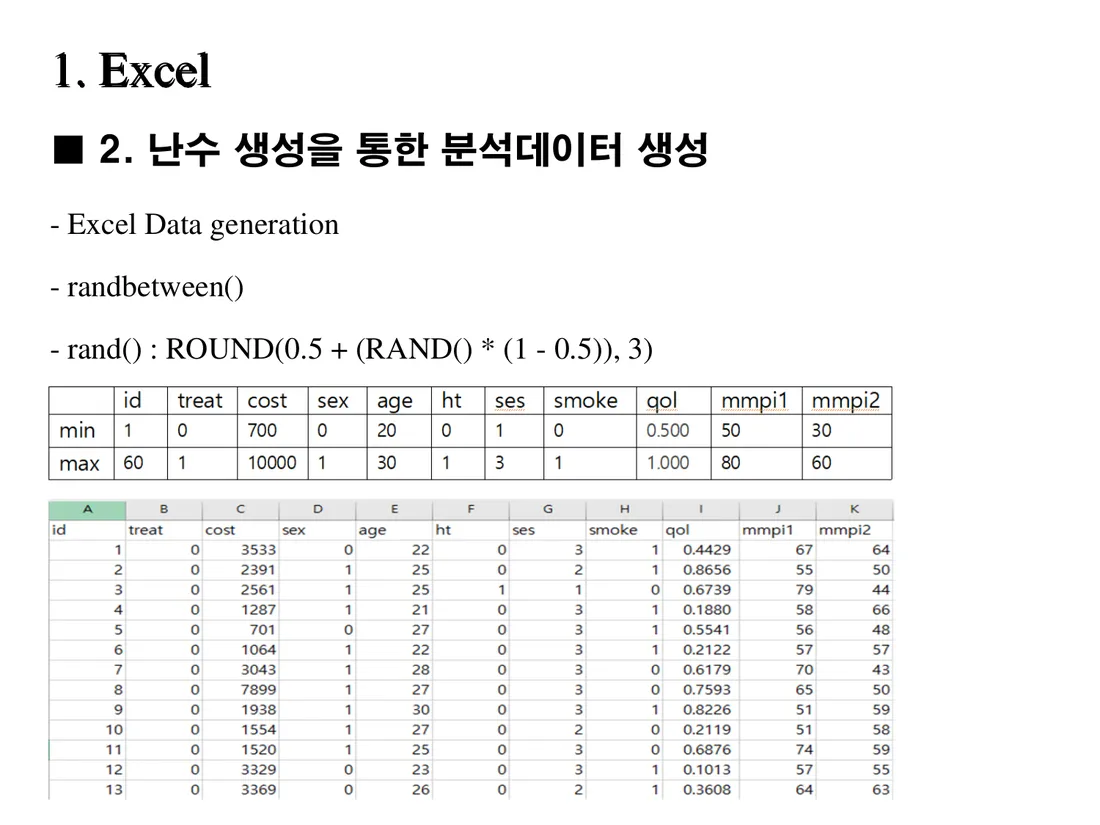 1. Excel
■ 2. 난수 생성을 통한 분석데이터 생성
- Excel Data generation
- randbetween()
- rand() : ROUND(0.5 + (RAND() * (1 - 0.5)), 3)
id treat cost sex age ht ses smoke qol mmpi1 mmpi2
min 1 0 700 0 20 0 1 0 0.500 50 30
max 60 1 10000 1 30 1 3 1 1.000 80 60
A B C D E F G H I J K
id treat cost sex age ht ses smoke qol mmpi1 mmpi2
1 0 3533 0 22 0 3 1 0.4429 67 64
2 0 2391 1 25 0 2 1 0.8656 55 50
3 0 2561 1 25 1 1 0 0.6739 79 44
4 0 1287 1 21 0 3 1 0.1880 58 66
5 0 701 0 27 0 3 1 0.5541 56 48
6 0 1064 1 22 0 3 1 0.2122 57 57
7 0 3043 1 28 0 3 0 0.6179 70 43
8 0 7899 1 27 0 3 0 0.7593 65 50
9 0 1938 1 30 0 3 1 0.8226 51 59
10 0 1554 1 27 0 2 0 0.2119 51 58
11 0 1520 1 25 0 3 0 0.6876 74 59
12 0 3329 0 23 0 3 1 0.1013 57 55
13 0 3369 0 26 0 2 1 0.3608 64 63